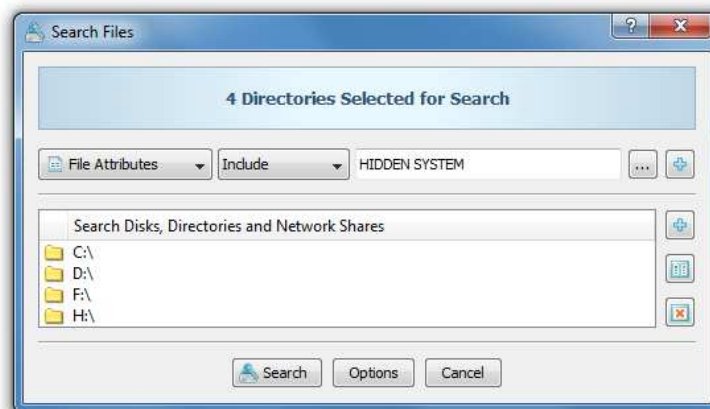 Search Files
4 Directories Selected for Search
File Attributes Include HIDDEN SYSTEM ...
Search Disks, Directories and Network Shares
C:\
D:\
F:\
H:\
Search Options Cancel